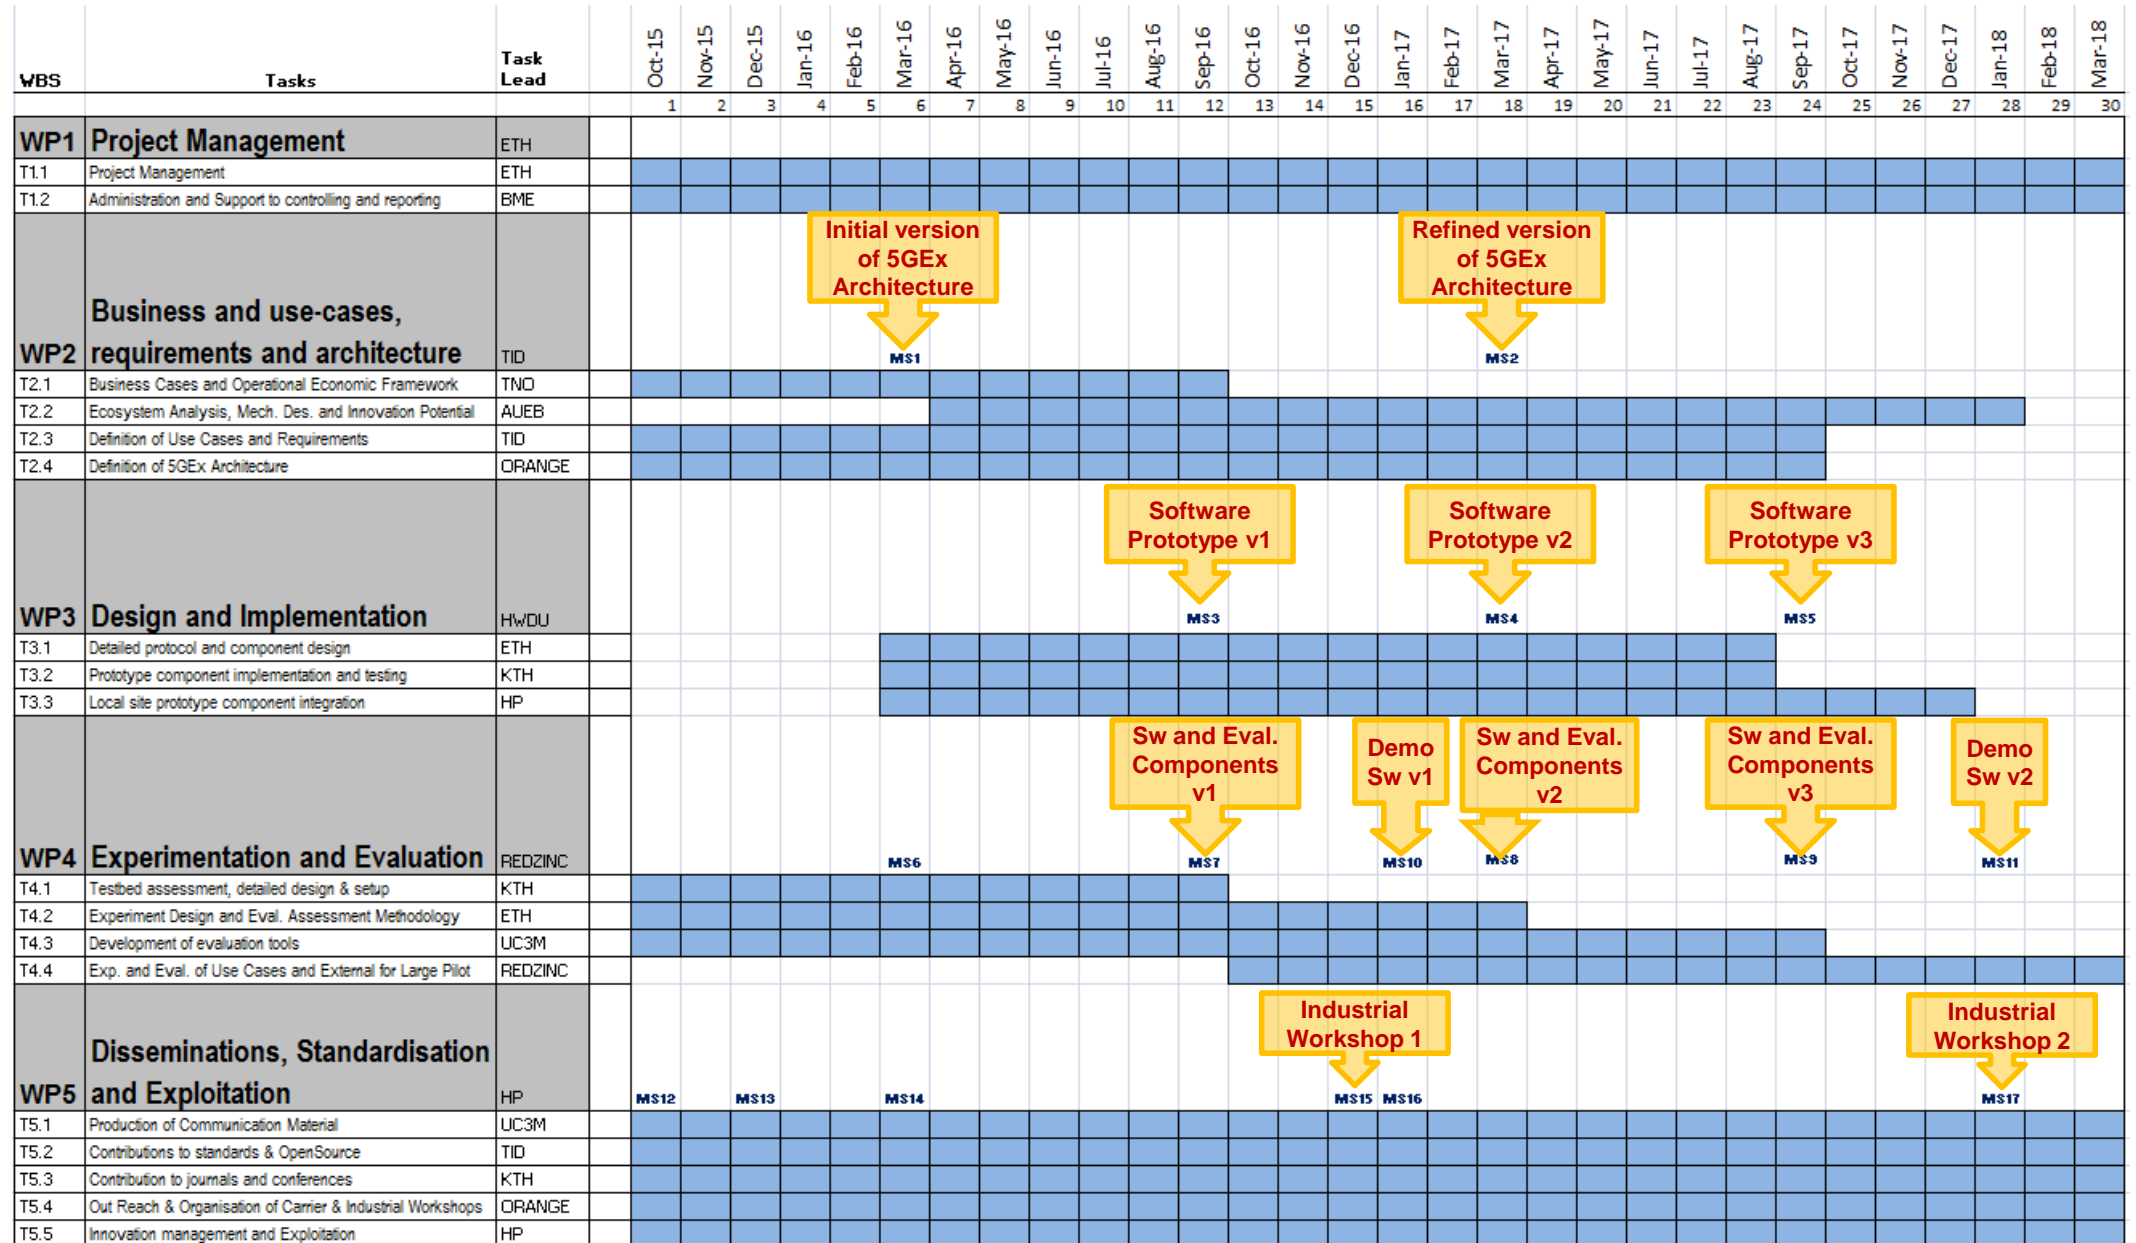 WBS Tasks Task Lead Oct-15 Nov-15 Dec-15 Jan-16 Feb-16 Mar-16 Apr-16 May-16 Jun-16 Jul-16 Aug-16 Sep-16 Oct-16 Nov-16 Dec-16 Jan-17 Feb-17 Mar-17 Apr-17 May-17 Jun-17 Jul-17 Aug-17 Sep-17 Oct-17 Nov-17 Dec-17 Jan-18 Feb-18 Mar-18
1 2 3 4 5 6 7 8 9 10 11 12 13 14 15 16 17 18 19 20 21 22 23 24 25 26 27 28 29 30
WP1 Project Management ETH
T1.1 Project Management ETH
T1.2 Administration and Support to controlling and reporting BME
Initial version
of 5GEx
Architecture
Refined version
of 5GEx
Architecture
Business and use-cases,
WP2 requirements and architecture TID MS1 MS2
T2.1 Business Cases and Operational Economic Framework TNO
T2.2 Ecosystem Analysis, Mech. Des. and Innovation Potential AUEB
T2.3 Definition of Use Cases and Requirements TID
T2.4 Definition of 5GEx Architecture ORANGE
Software
Prototype v1
Software
Prototype v2
Software
Prototype v3
WP3 Design and Implementation HWDU MS3 MS4 MS5
T3.1 Detailed protocol and component design ETH
T3.2 Prototype component implementation and testing KTH
T3.3 Local site prototype component integration HP
Sw and Eval.
Components
v1
Demo
Sw v1
Sw and Eval.
Components
v2
Sw and Eval.
Components
v3
Demo
Sw v2
WP4 Experimentation and Evaluation REDZINC MS6 MS7 MS10 MS8 MS9 MS11
T4.1 Testbed assessment, detailed design & setup KTH
T4.2 Experiment Design and Eval. Assessment Methodology ETH
T4.3 Development of evaluation tools UC3M
T4.4 Exp. and Eval. of Use Cases and External for Large Pilot REDZINC
Industrial
Workshop 1
Industrial
Workshop 2
Disseminations, Standardisation
WP5 and Exploitation HP MS12 MS13 MS14 MS15 MS16 MS17
T5.1 Production of Communication Material UC3M
T5.2 Contributions to standards & OpenSource TID
T5.3 Contribution to journals and conferences KTH
T5.4 Out Reach & Organisation of Carrier & Industrial Workshops ORANGE
T5.5 Innovation management and Exploitation HP